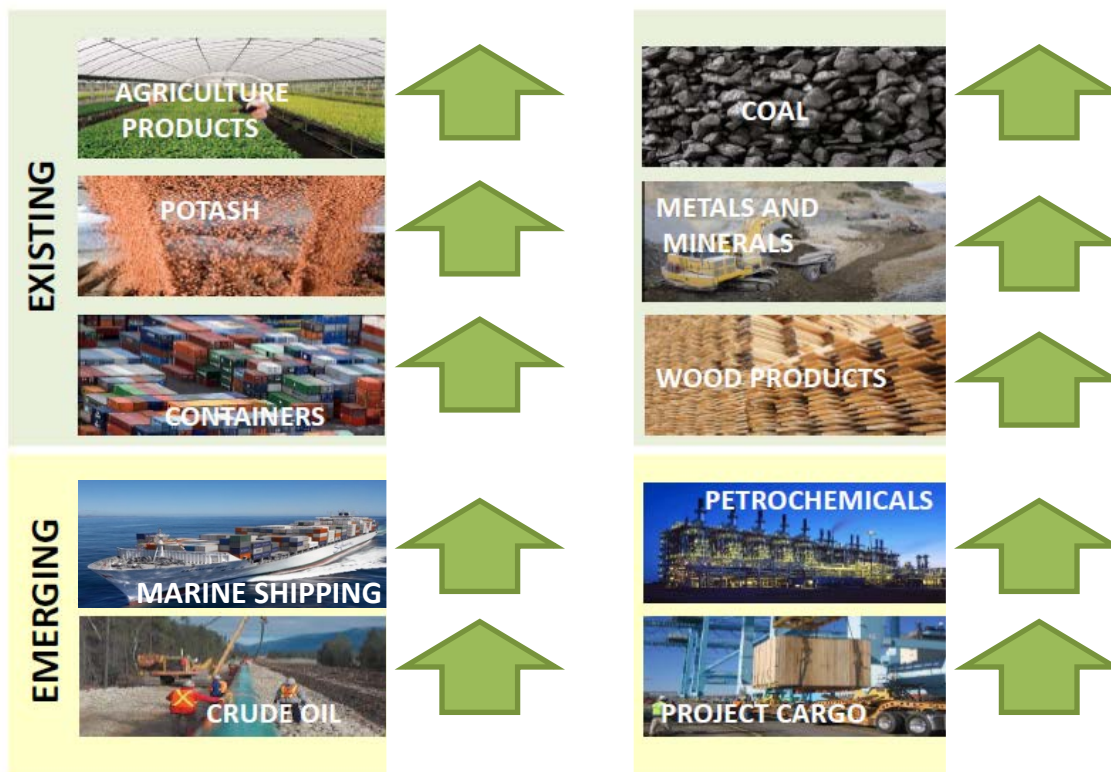 EXISTING
AGRICULTURE
PRODUCTS
POTASH
CONTAINERS
COAL
METALS AND
MINERALS
WOOD PRODUCTS
EMERGING
MARINE SHIPPING
CRUDE OIL
PETROCHEMICALS
PROJECT CARGO